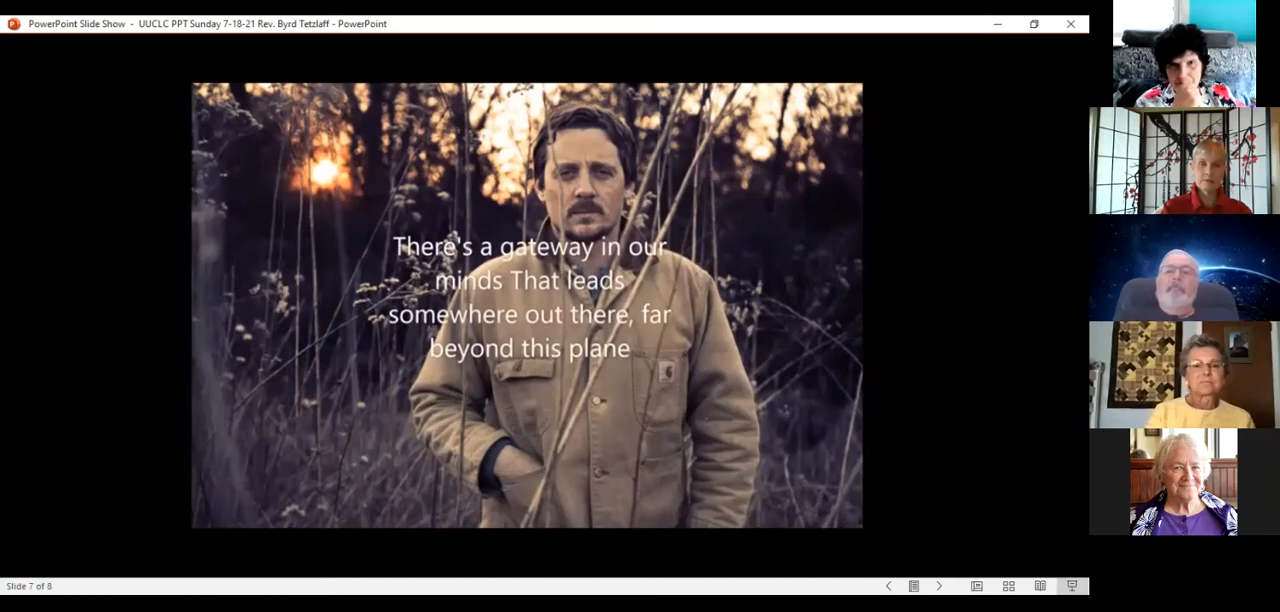 PowerPoint Slide Show - UUCLC PPT Sunday 7-18-21 Rev. Byrd Tetzlaff - PowerPoint
There's a gateway in our
minds That leads
somewhere out there, far
beyond this plane
Slide 7 of 8